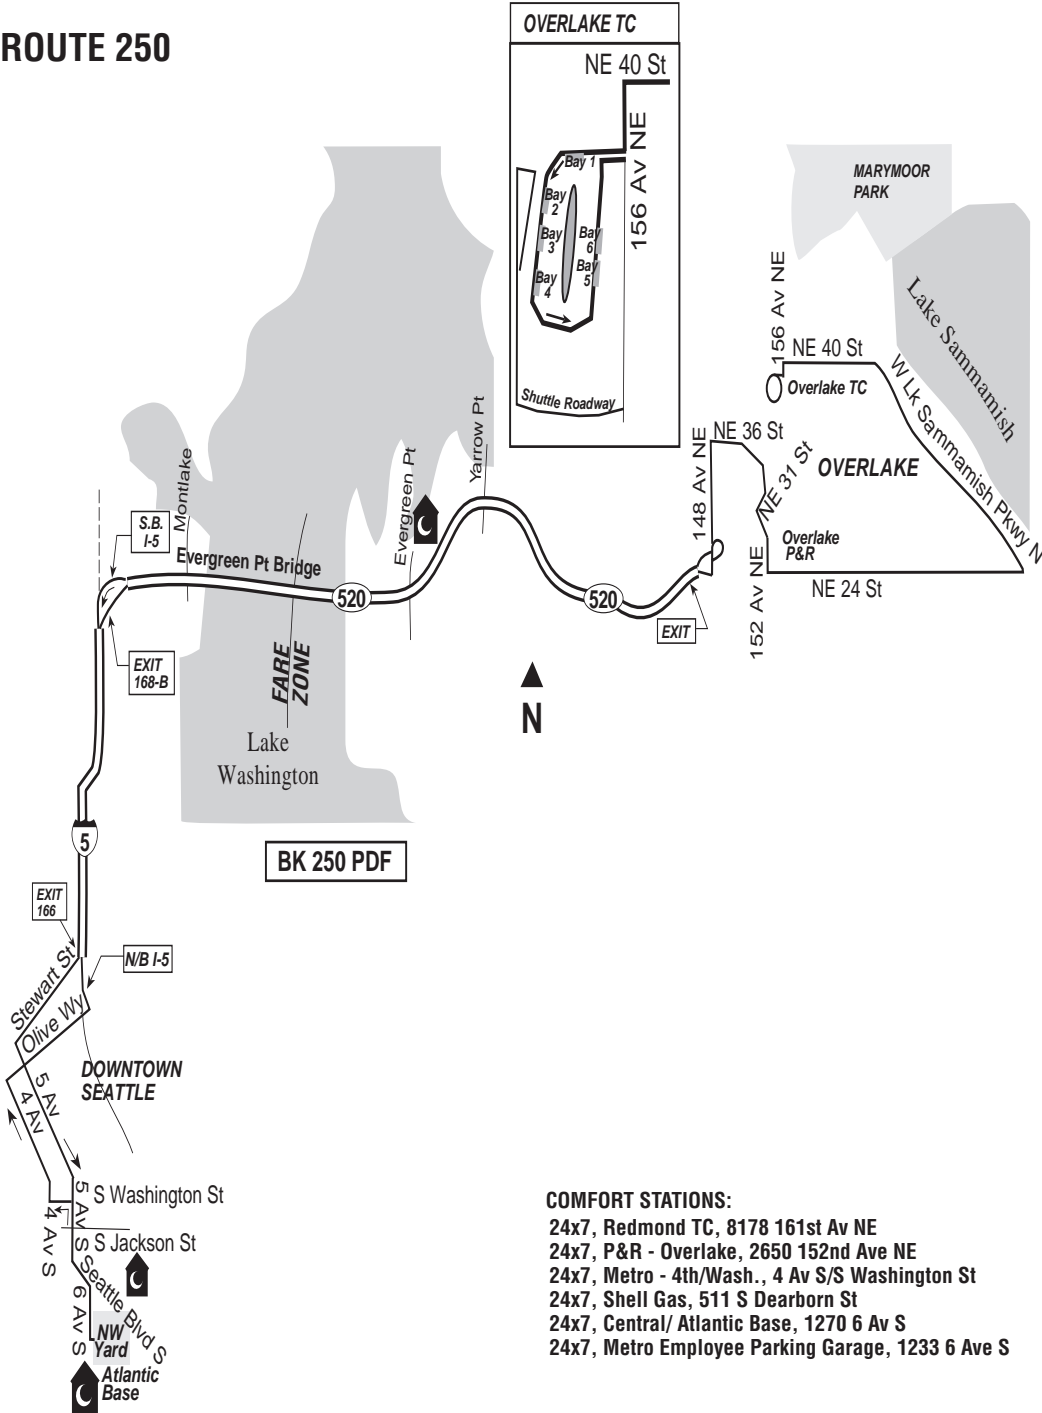 ROUTE 250
OVERLAKE TC
NE 40 St
156 Av NE
Bay 1
Bay
2
Bay
3
Bay
4
Bay
6
Bay
5
Shuttle Roadway
MARYMOOR
PARK
Lake Sammamish
156 Av NE
NE 40 St
Overlake TC
W Lk Sammamish Pkwy N
148 Av NE
NE 36 St
NE 31 St
OVERLAKE
Overlake
P&R
152 Av NE
NE 24 St
Yarrow Pt
Evergreen Pt
Montlake
S.B.
I-5
Evergreen Pt Bridge
520
520
EXIT
EXIT
168-B
FARE
ZONE
N
Lake
Washington
5
BK 250 PDF
EXIT
166
N/B I-5
Stewart St
Olive Wy
DOWNTOWN
SEATTLE
5 Av
4 Av
S Washington St
5 Av S
4 Av S
S Jackson St
Seattle Blvd S
6 Av S
NW
Yard
Atlantic
Base
COMFORT STATIONS:
24x7, Redmond TC, 8178 161st Av NE
24x7, P&R - Overlake, 2650 152nd Ave NE
24x7, Metro - 4th/Wash., 4 Av S/S Washington St
24x7, Shell Gas, 511 S Dearborn St
24x7, Central/ Atlantic Base, 1270 6 Av S
24x7, Metro Employee Parking Garage, 1233 6 Ave S